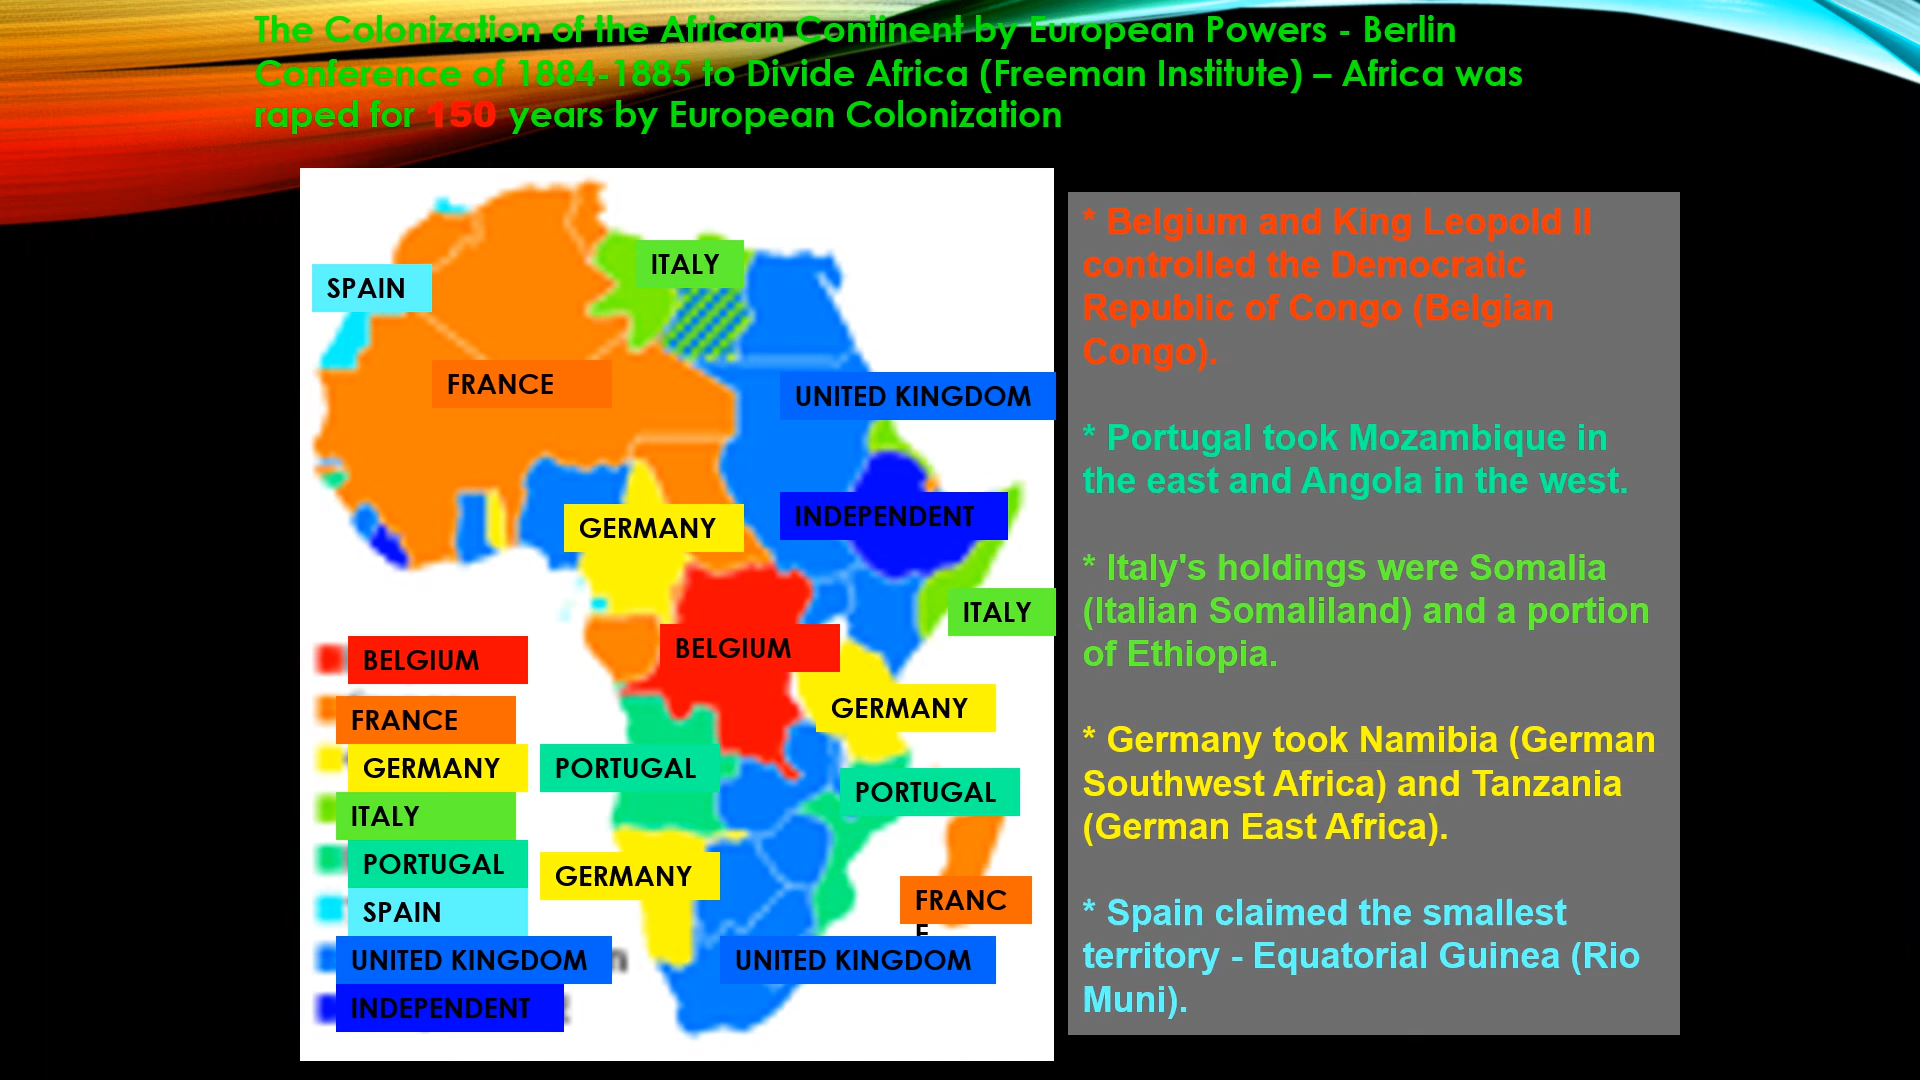 The Colonization of the African Continent by European Powers - Berlin
Conference of 1884-1885 to Divide Africa (Freeman Institute) – Africa was
raped for 150 years by European Colonization
ITALY
SPAIN
FRANCE
UNITED KINGDOM
GERMANY
INDEPENDENT
ITALY
BELGIUM
BELGIUM
GERMANY
FRANCE
GERMANY
PORTUGAL
PORTUGAL
ITALY
PORTUGAL
GERMANY
SPAIN
FRANC
E
UNITED KINGDOM
UNITED KINGDOM
INDEPENDENT
* Belgium and King Leopold II
controlled the Democratic
Republic of Congo (Belgian
Congo).
* Portugal took Mozambique in
the east and Angola in the west.
* Italy's holdings were Somalia
(Italian Somaliland) and a portion
of Ethiopia.
* Germany took Namibia (German
Southwest Africa) and Tanzania
(German East Africa).
* Spain claimed the smallest
territory - Equatorial Guinea (Rio
Muni).